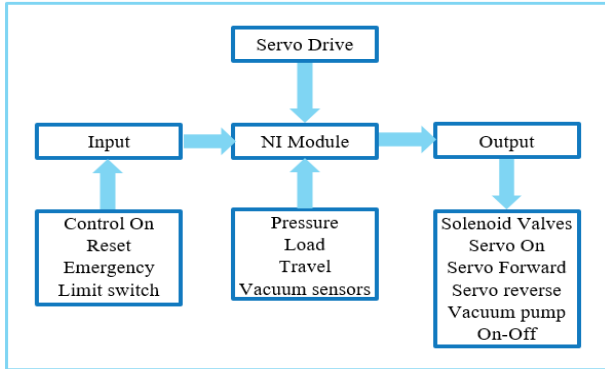 Servo Drive
Input
NI Module
Output
Control On
Reset
Emergency
Limit switch
Pressure
Load
Travel
Vacuum sensors
Solenoid Valves
Servo On
Servo Forward
Servo reverse
Vacuum pump
On-Off